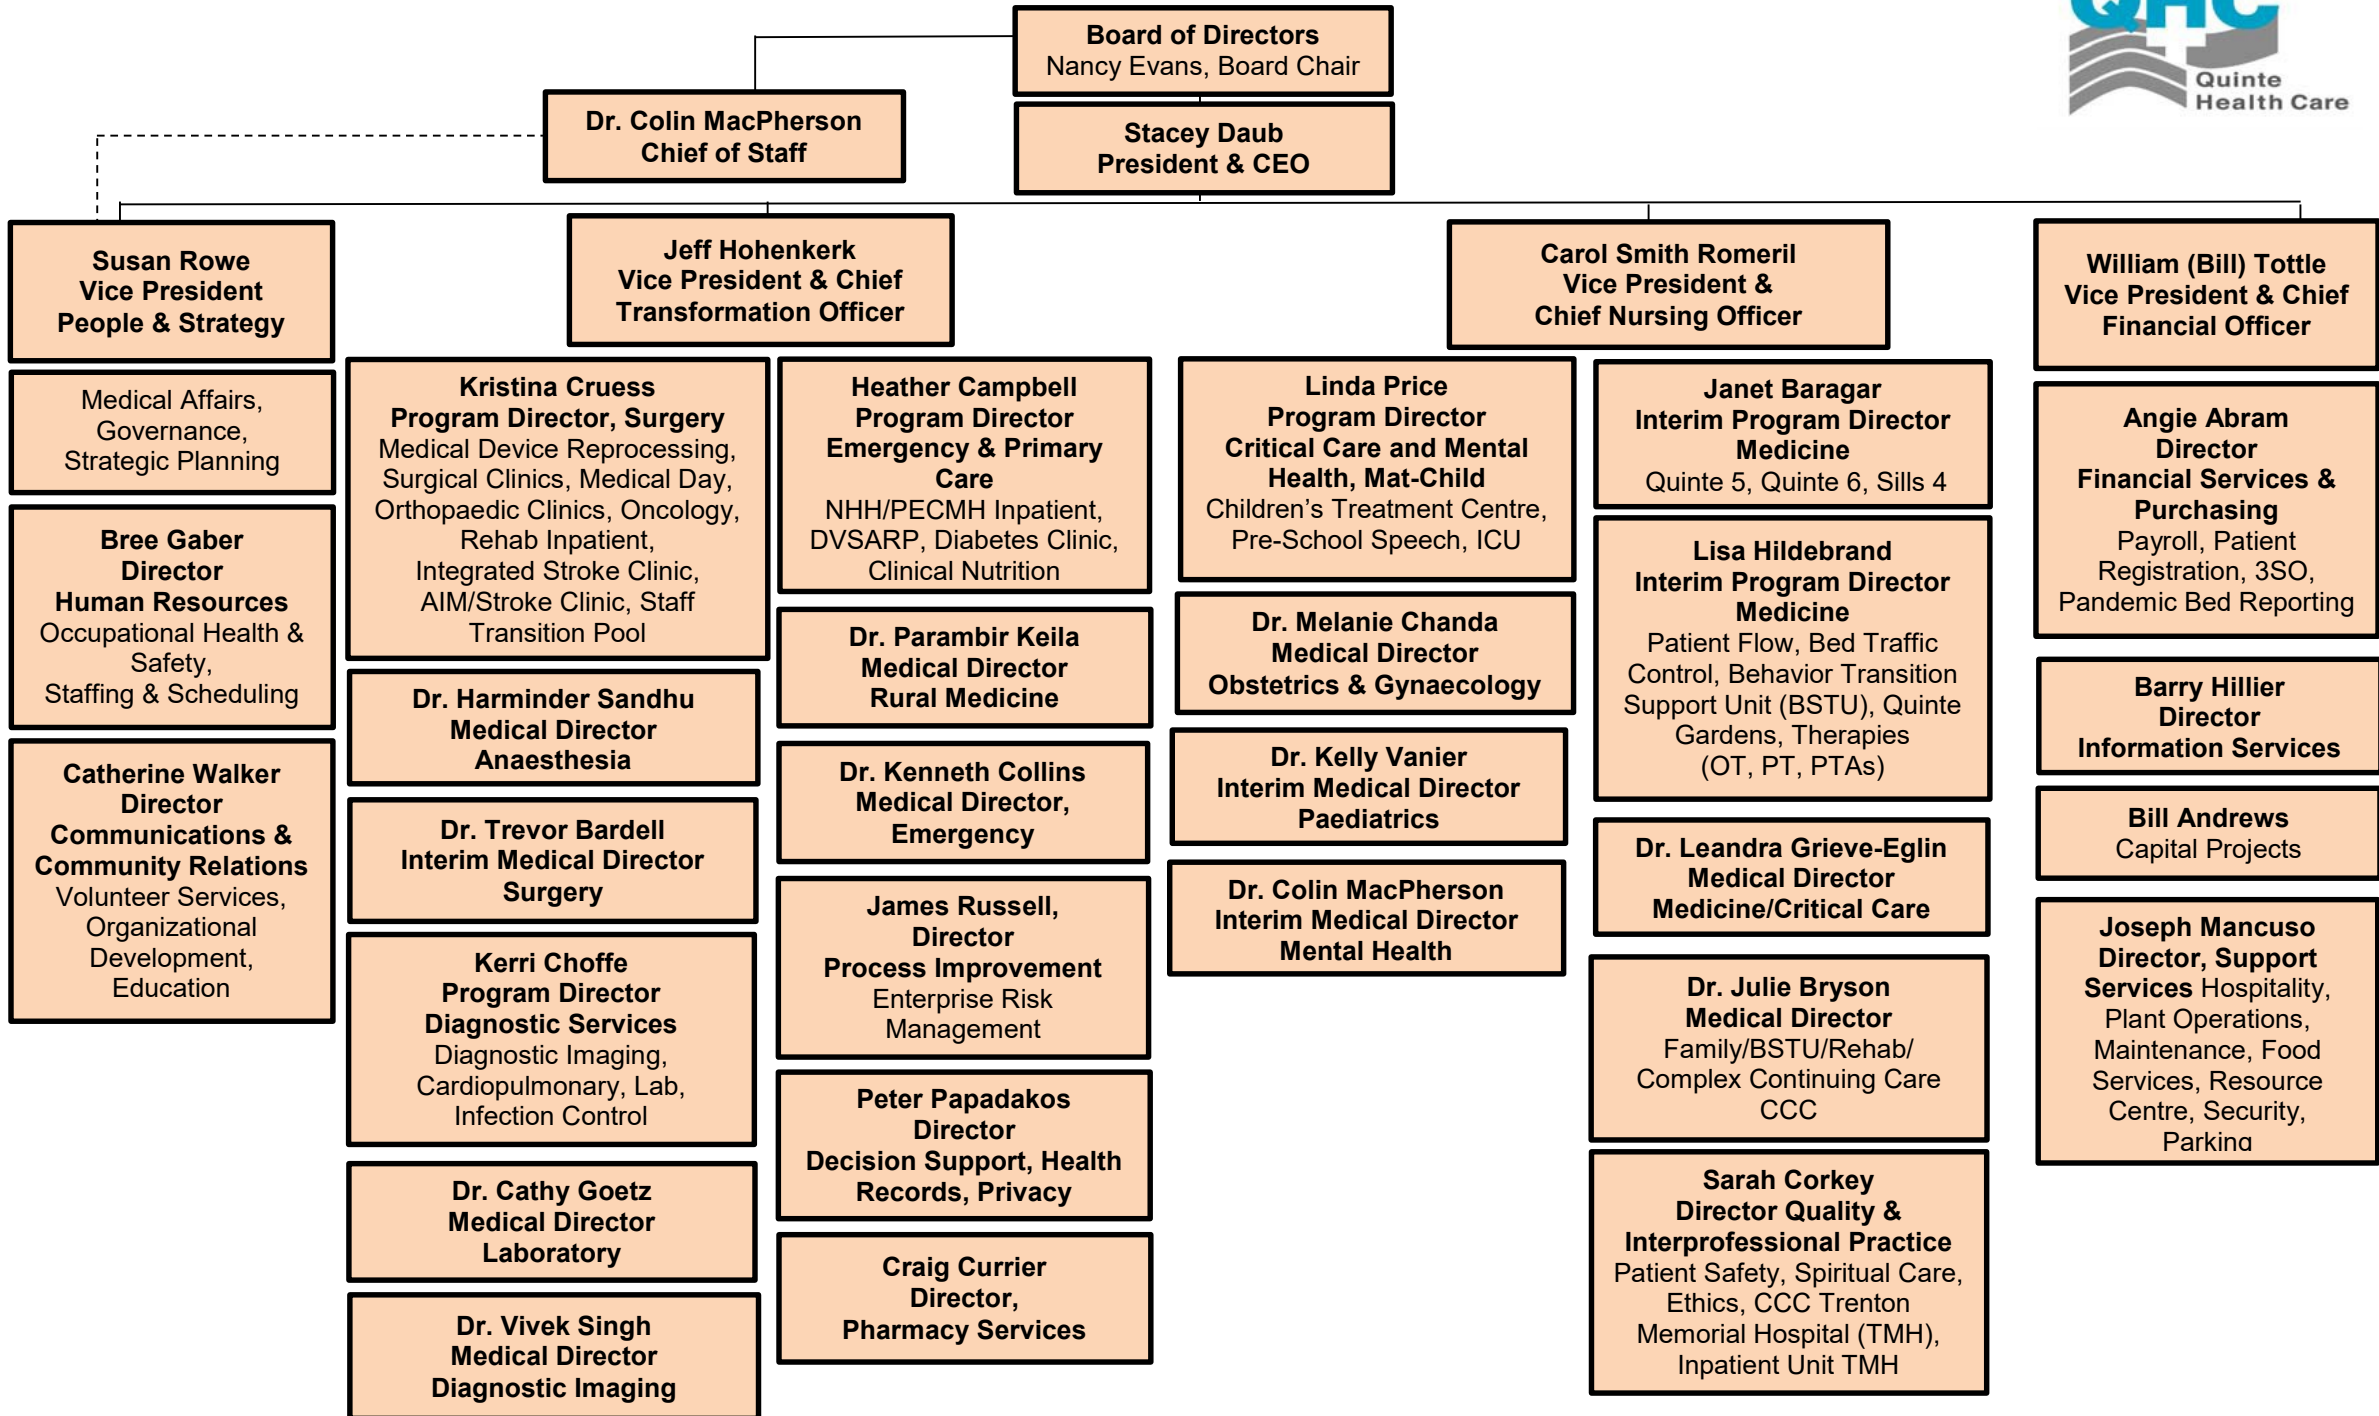 Board of Directors
Nancy Evans, Board Chair
QHC
Quinte
Health Care
Dr. Colin MacPherson
Chief of Staff
Stacey Daub
President & CEO
Susan Rowe
Vice President
People & Strategy
Medical Affairs,
Governance,
Strategic Planning
Bree Gaber
Director
Human Resources
Occupational Health &
Safety,
Staffing & Scheduling
Catherine Walker
Director
Communications &
Community Relations
Volunteer Services,
Organizational
Development,
Education
Jeff Hohenkerk
Vice President & Chief
Transformation Officer
Kristina Cruess
Program Director, Surgery
Medical Device Reprocessing,
Surgical Clinics, Medical Day,
Orthopaedic Clinics, Oncology,
Rehab Inpatient,
Integrated Stroke Clinic,
AIM/Stroke Clinic, Staff
Transition Pool
Dr. Harminder Sandhu
Medical Director
Anaesthesia
Dr. Trevor Bardell
Interim Medical Director
Surgery
Kerri Choffe
Program Director
Diagnostic Services
Diagnostic Imaging,
Cardiopulmonary, Lab,
Infection Control
Dr. Cathy Goetz
Medical Director
Laboratory
Dr. Vivek Singh
Medical Director
Diagnostic Imaging
Heather Campbell
Program Director
Emergency & Primary
Care
NHH/PECMH Inpatient,
DVSARP, Diabetes Clinic,
Clinical Nutrition
Dr. Parambir Keila
Medical Director
Rural Medicine
Dr. Kenneth Collins
Medical Director,
Emergency
James Russell,
Director
Process Improvement
Enterprise Risk
Management
Peter Papadakos
Director
Decision Support, Health
Records, Privacy
Craig Currier
Director,
Pharmacy Services
Carol Smith Romeril
Vice President &
Chief Nursing Officer
Linda Price
Program Director
Critical Care and Mental
Health, Mat-Child
Children’s Treatment Centre,
Pre-School Speech, ICU
Dr. Melanie Chanda
Medical Director
Obstetrics & Gynaecology
Dr. Kelly Vanier
Interim Medical Director
Paediatrics
Dr. Colin MacPherson
Interim Medical Director
Mental Health
Janet Baragar
Interim Program Director
Medicine
Quinte 5, Quinte 6, Sills 4
Lisa Hildebrand
Interim Program Director
Medicine
Patient Flow, Bed Traffic
Control, Behavior Transition
Support Unit (BSTU), Quinte
Gardens, Therapies
(OT, PT, PTAs)
Dr. Leandra Grieve-Eglin
Medical Director
Medicine/Critical Care
Dr. Julie Bryson
Medical Director
Family/BSTU/Rehab/
Complex Continuing Care
CCC
Sarah Corkey
Director Quality &
Interprofessional Practice
Patient Safety, Spiritual Care,
Ethics, CCC Trenton
Memorial Hospital (TMH),
Inpatient Unit TMH
William (Bill) Tottle
Vice President & Chief
Financial Officer
Angie Abram
Director
Financial Services &
Purchasing
Payroll, Patient
Registration, 3SO,
Pandemic Bed Reporting
Barry Hillier
Director
Information Services
Bill Andrews
Capital Projects
Joseph Mancuso
Director, Support
Services Hospitality,
Plant Operations,
Maintenance, Food
Services, Resource
Centre, Security,
Parking